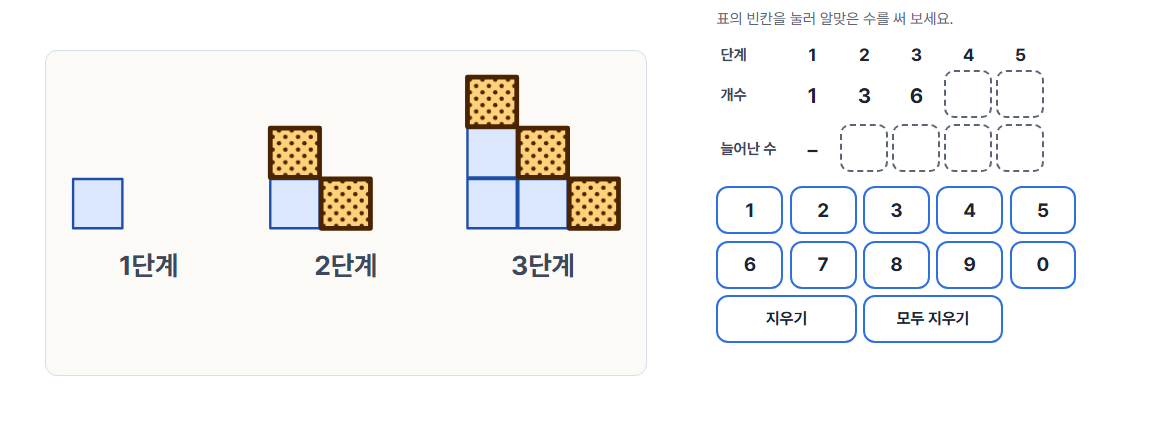 표의 빈칸을 눌러 알맞은 수를 써 보세요.
단계 1 2 3 4 5
개수 1 3 6
늘어난 수 –
1단계 2단계 3단계
1 2 3 4 5
6 7 8 9 0
지우기 모두 지우기